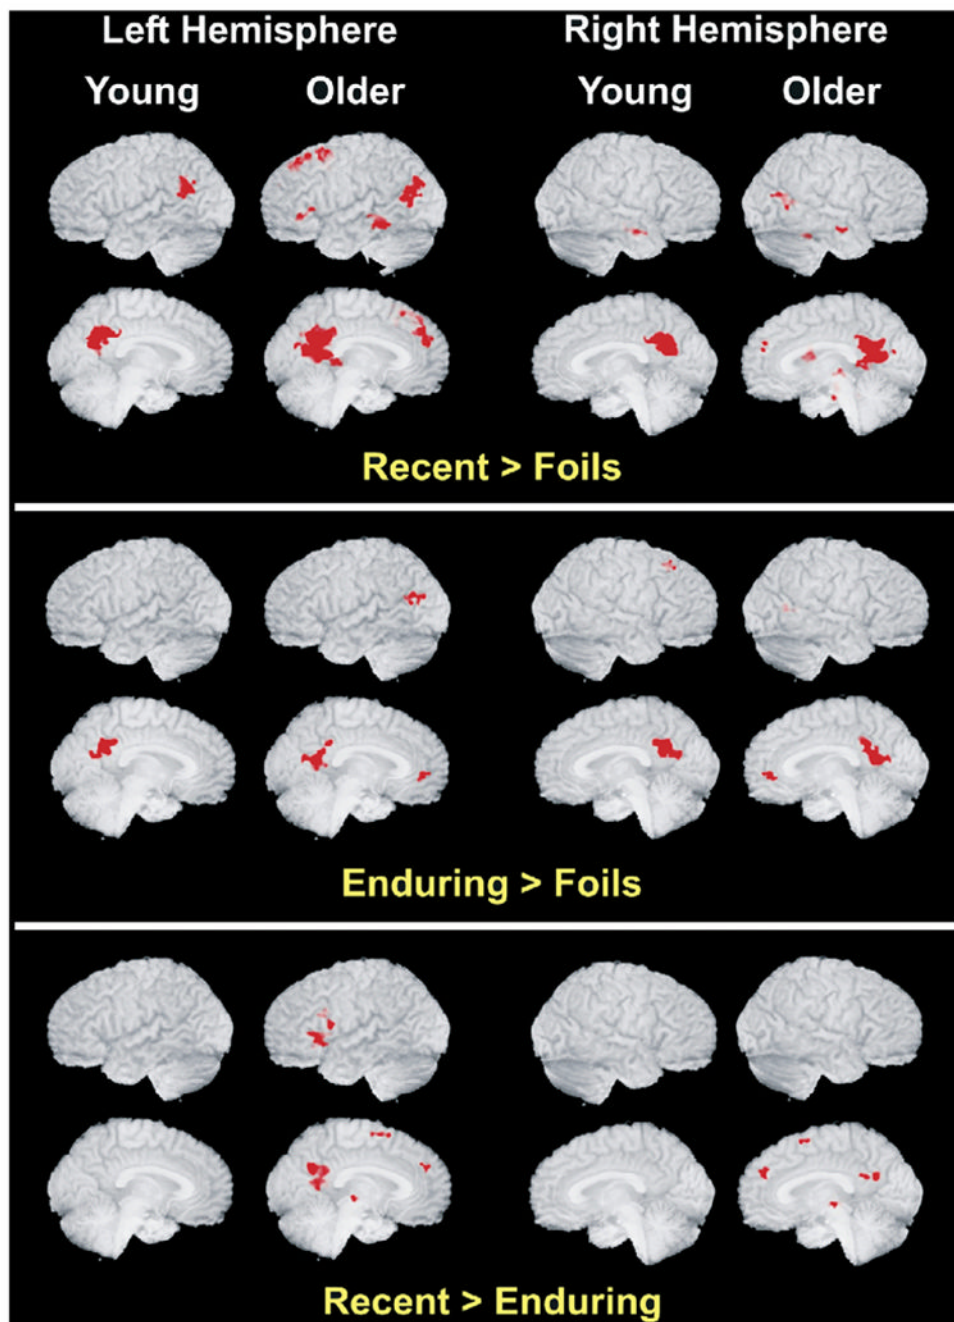 Left Hemisphere Right Hemisphere
Young Older Young Older
Recent > Foils
Enduring > Foils
Recent > Enduring